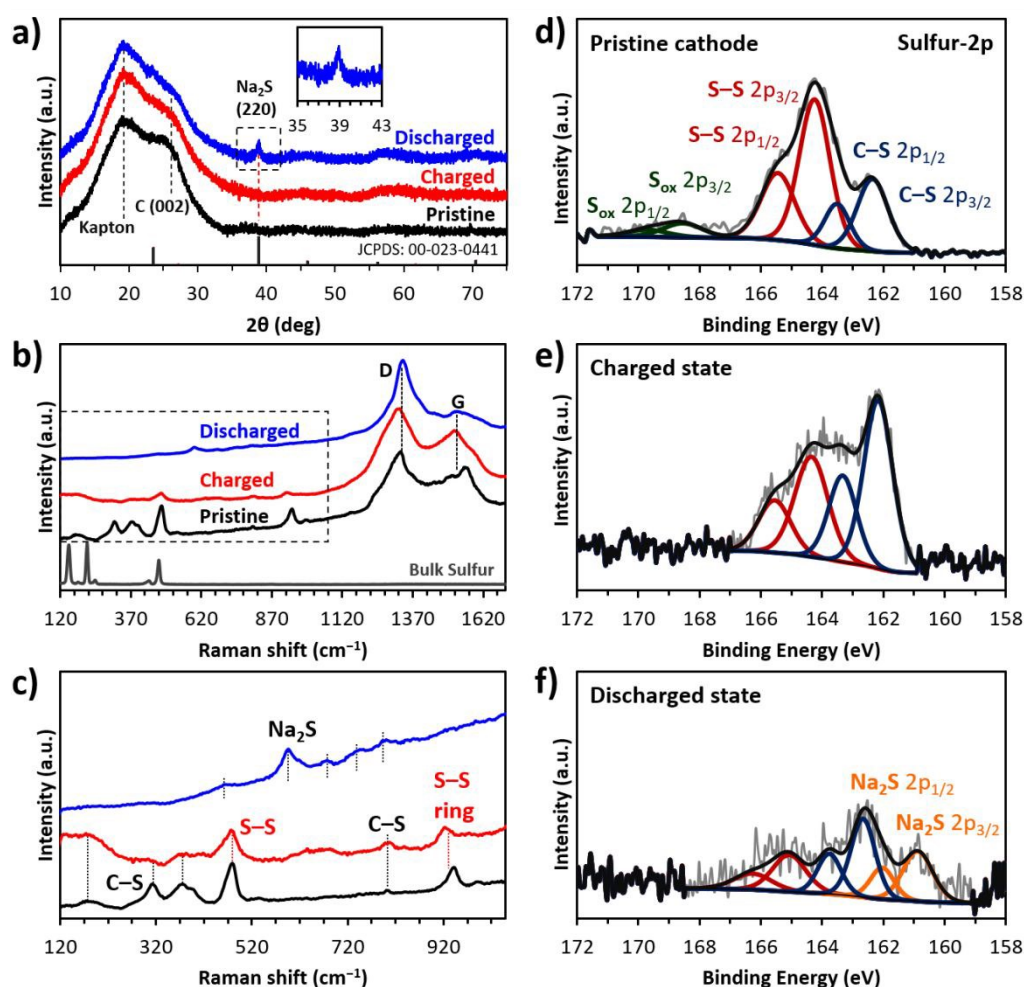 a)
Intensity (a.u.)
Na₂S
(220)
35 39 43
Discharged
Charged
Pristine
Kapton
C (002)
JCPDS: 00-023-0441
10 20 30 40 50 60 70
2θ (deg)
b)
Intensity (a.u.)
D
G
Discharged
Charged
Pristine
Bulk Sulfur
120 370 620 870 1120 1370 1620
Raman shift (cm⁻¹)
c)
Intensity (a.u.)
Na₂S
S–S
ring
S–S
C–S
C–S
120 320 520 720 920
Raman shift (cm⁻¹)
d)
Intensity (a.u.)
Pristine cathode
Sulfur-2p
S–S 2p3/2
S–S 2p1/2
C–S 2p1/2
Sox 2p3/2
C–S 2p3/2
Sox 2p1/2
172 170 168 166 164 162 160 158
Binding Energy (eV)
e)
Intensity (a.u.)
Charged state
172 170 168 166 164 162 160 158
Binding Energy (eV)
f)
Intensity (a.u.)
Discharged state
Na₂S 2p1/2
Na₂S 2p3/2
172 170 168 166 164 162 160 158
Binding Energy (eV)